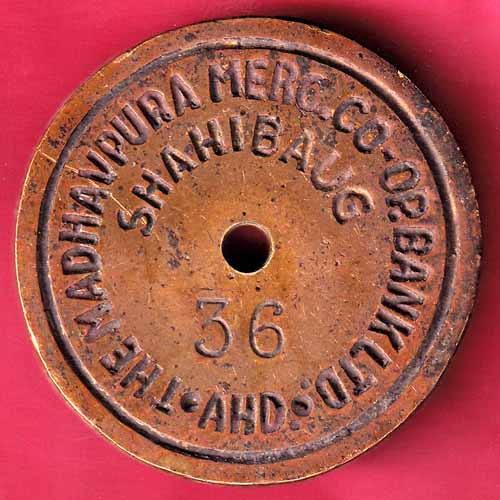 THE MADHAVPURA MERC. CO-OP. BANK LTD.
SHAHIBAUG
36
AHD